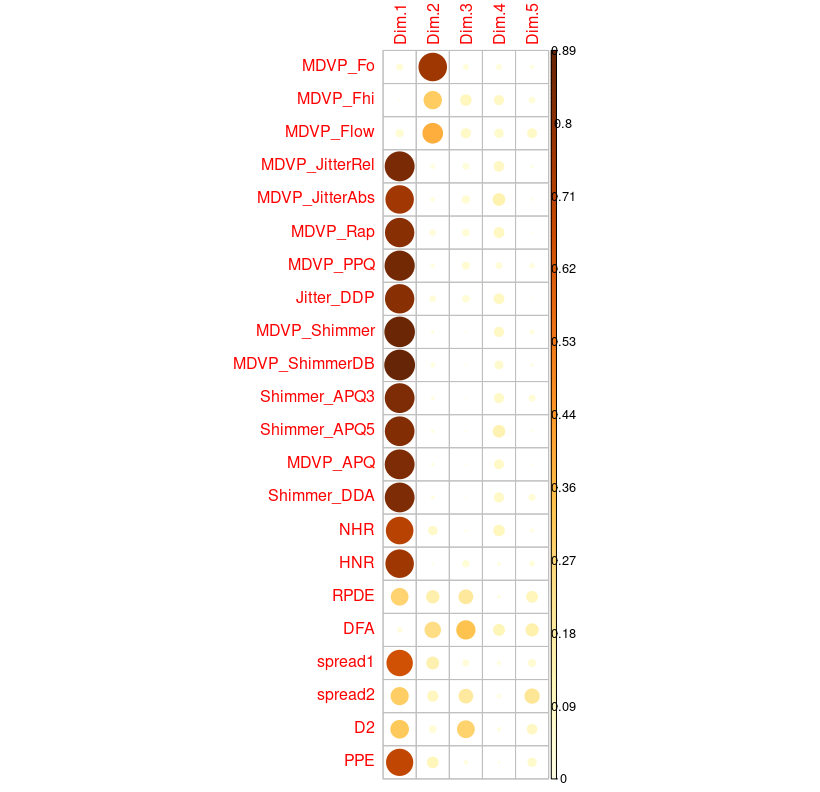 Dim.1 Dim.2 Dim.3 Dim.4 Dim.5
MDVP_Fo
MDVP_Fhi
MDVP_Flow
MDVP_JitterRel
MDVP_JitterAbs
MDVP_Rap
MDVP_PPQ
Jitter_DDP
MDVP_Shimmer
MDVP_ShimmerDB
Shimmer_APQ3
Shimmer_APQ5
MDVP_APQ
Shimmer_DDA
NHR
HNR
RPDE
DFA
spread1
spread2
D2
PPE
0.89
0.8
0.71
0.62
0.53
0.44
0.36
0.27
0.18
0.09
0